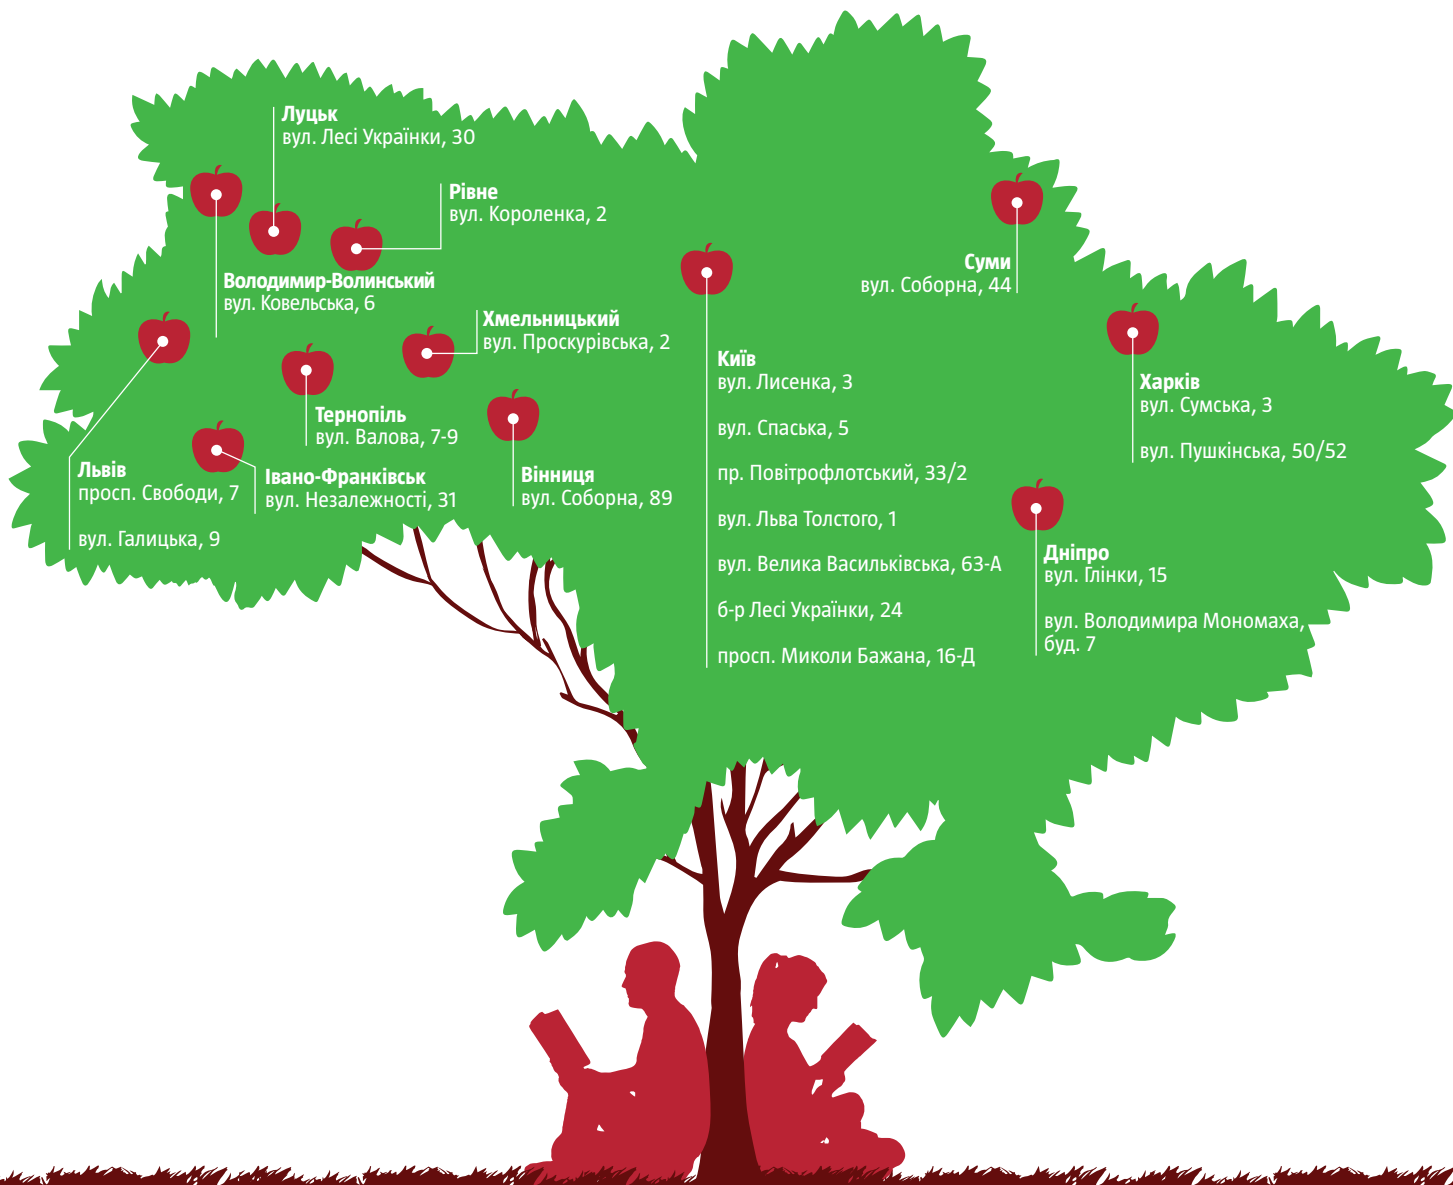 Луцьк
вул. Лесі Українки, 30
Рівне
вул. Короленка, 2
Володимир-Волинський
вул. Ковельська, 6
Хмельницький
вул. Проскурівська, 2
Тернопіль
вул. Валова, 7-9
Львів
просп. Свободи, 7
вул. Галицька, 9
Івано-Франківськ
вул. Незалежності, 31
Вінниця
вул. Соборна, 89
Київ
вул. Лисенка, 3
вул. Спаська, 5
пр. Повітрофлотський, 33/2
вул. Льва Толстого, 1
вул. Велика Васильківська, 63-А
б-р Лесі Українки, 24
просп. Миколи Бажана, 16-Д
Суми
вул. Соборна, 44
Харків
вул. Сумська, 3
вул. Пушкінська, 50/52
Дніпро
вул. Глінки, 15
вул. Володимира Мономаха,
буд. 7